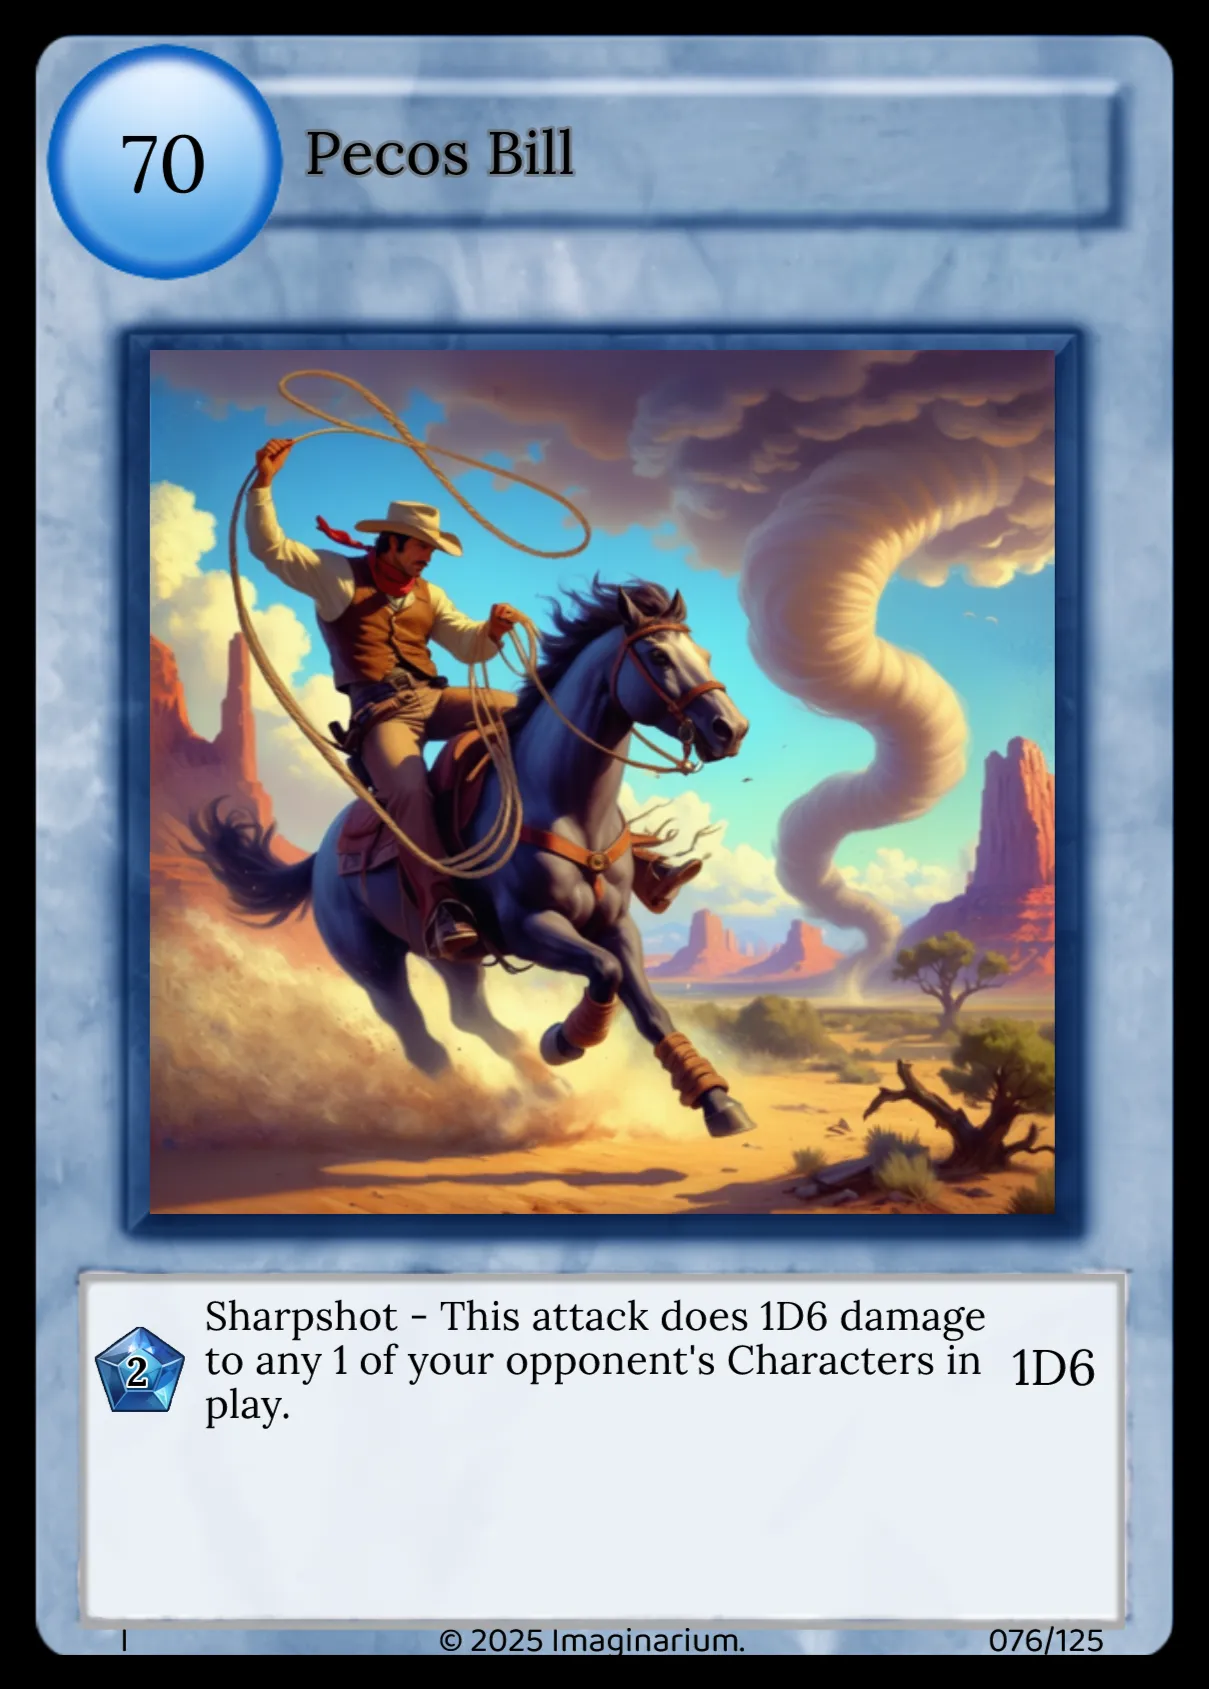 70
Pecos Bill
Sharpshot - This attack does 1D6 damage
to any 1 of your opponent's Characters in
play.
2
1D6
I
© 2025 Imaginarium.
076/125